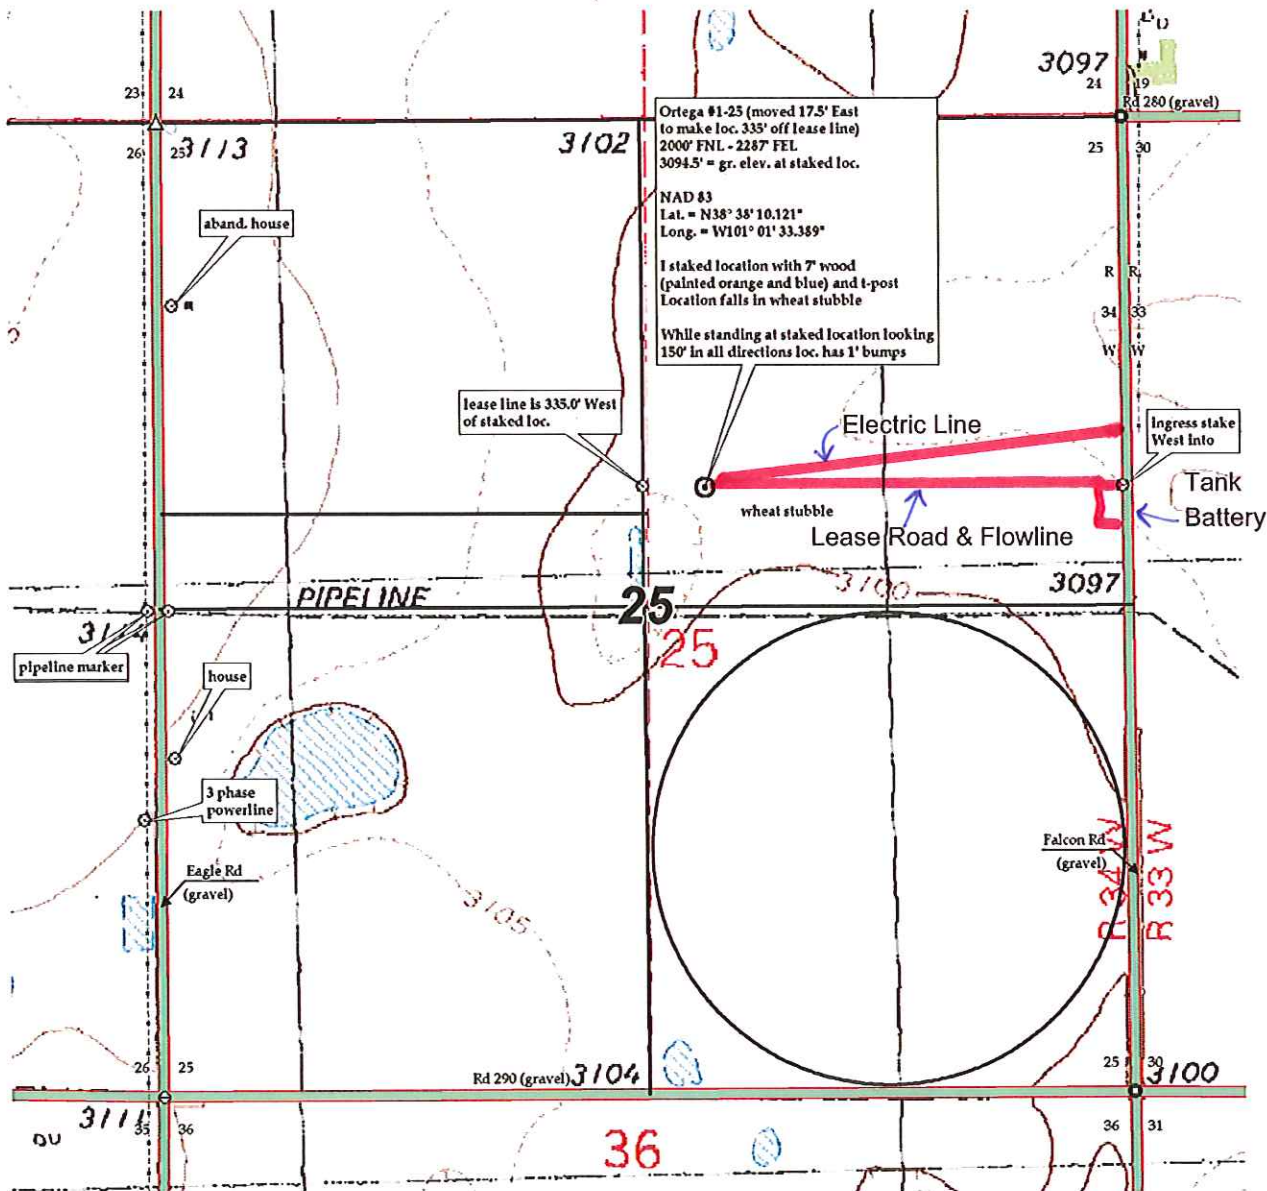 3097
24
19
Rd 280 (gravel)
23
24
26
25
3113
3102
25
30
Ortega #1-25 (moved 17.5' East
to make loc. 335' off lease line)
2000' FNL - 2287' FEL
3094.5' = gr. elev. at staked loc.
NAD 83
Lat. = N38° 38' 10.121"
Long. = W101° 01' 33.389"
I staked location with 7' wood
(painted orange and blue) and t-post
Location falls in wheat stubble
While standing at staked location looking
150' in all directions loc. has 1' bumps
aband. house
R
R
34
33
W
W
lease line is 335.0' West
of staked loc.
Electric Line
Ingress stake
West into
Tank
Battery
wheat stubble
Lease Road & Flowline
3100
3097
PIPELINE
25
25
pipeline marker
house
3 phase
powerline
Eagle Rd
(gravel)
3105
Falcon Rd
(gravel)
R 34 W
R 33 W
26
25
Rd 290 (gravel)
3104
25
30
3100
3111
35
36
36
36
31